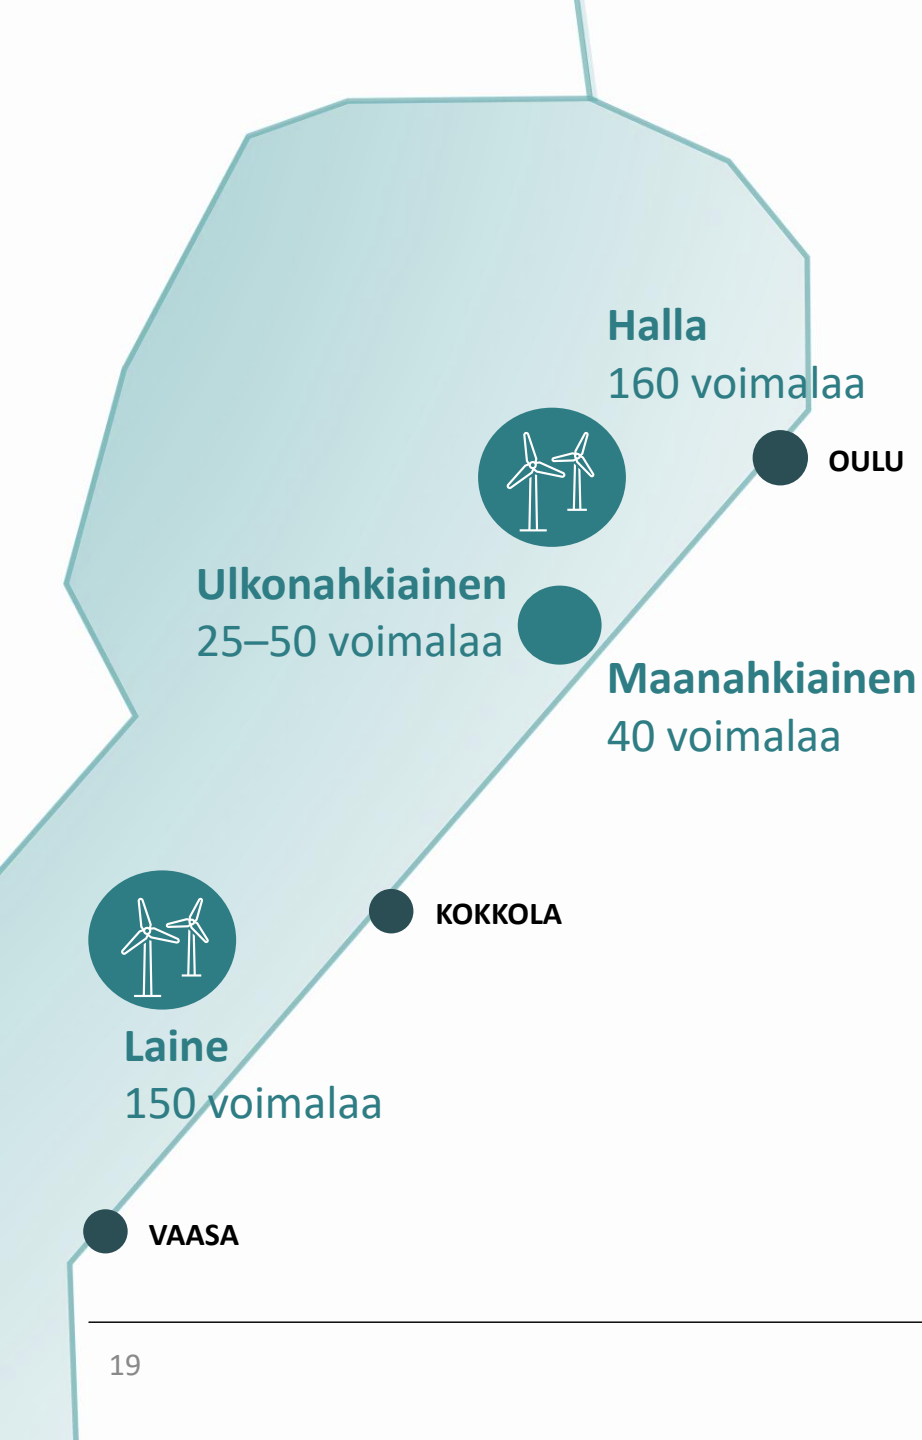 Halla
160 voimalaa
OULU
Ulkonahkiainen
25–50 voimalaa
Maanahkiainen
40 voimalaa
KOKKOLA
Laine
150 voimalaa
VAASA
19